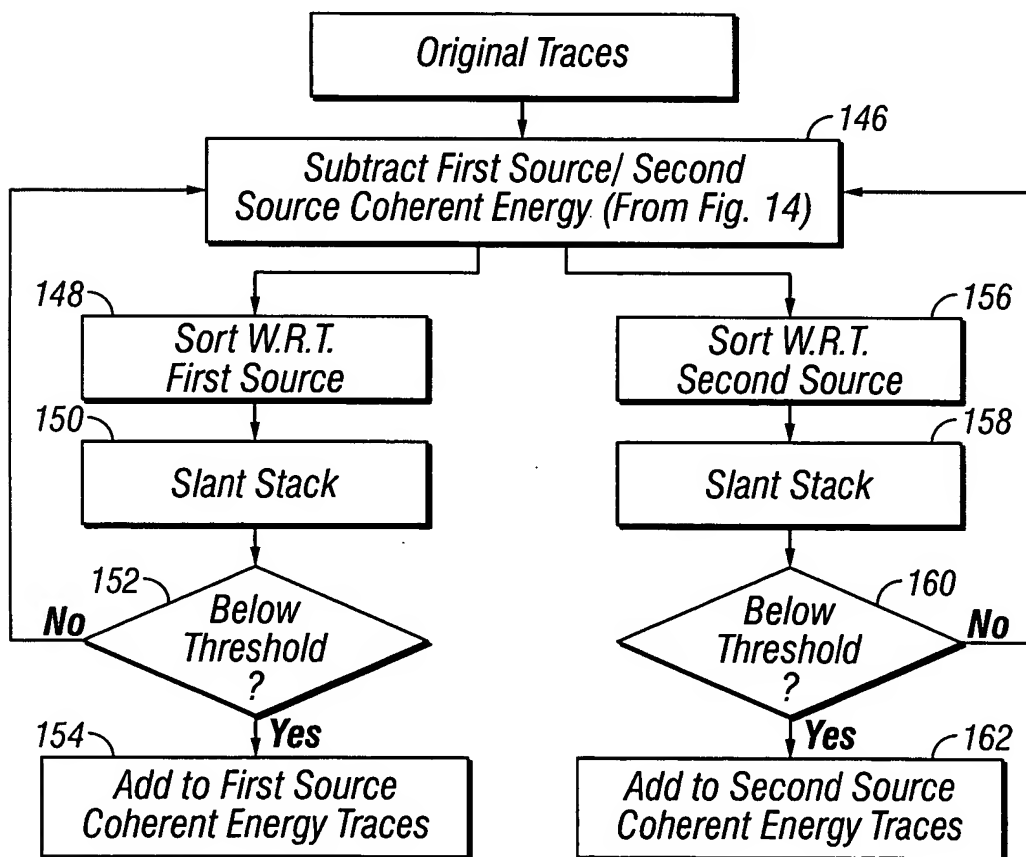 Original Traces
146
Subtract First Source/ Second
Source Coherent Energy (From Fig. 14)
148
Sort W.R.T.
First Source
156
Sort W.R.T.
Second Source
150
Slant Stack
158
Slant Stack
152
Below
Threshold
?
No
160
Below
Threshold
?
No
Yes
Yes
154
Add to First Source
Coherent Energy Traces
162
Add to Second Source
Coherent Energy Traces